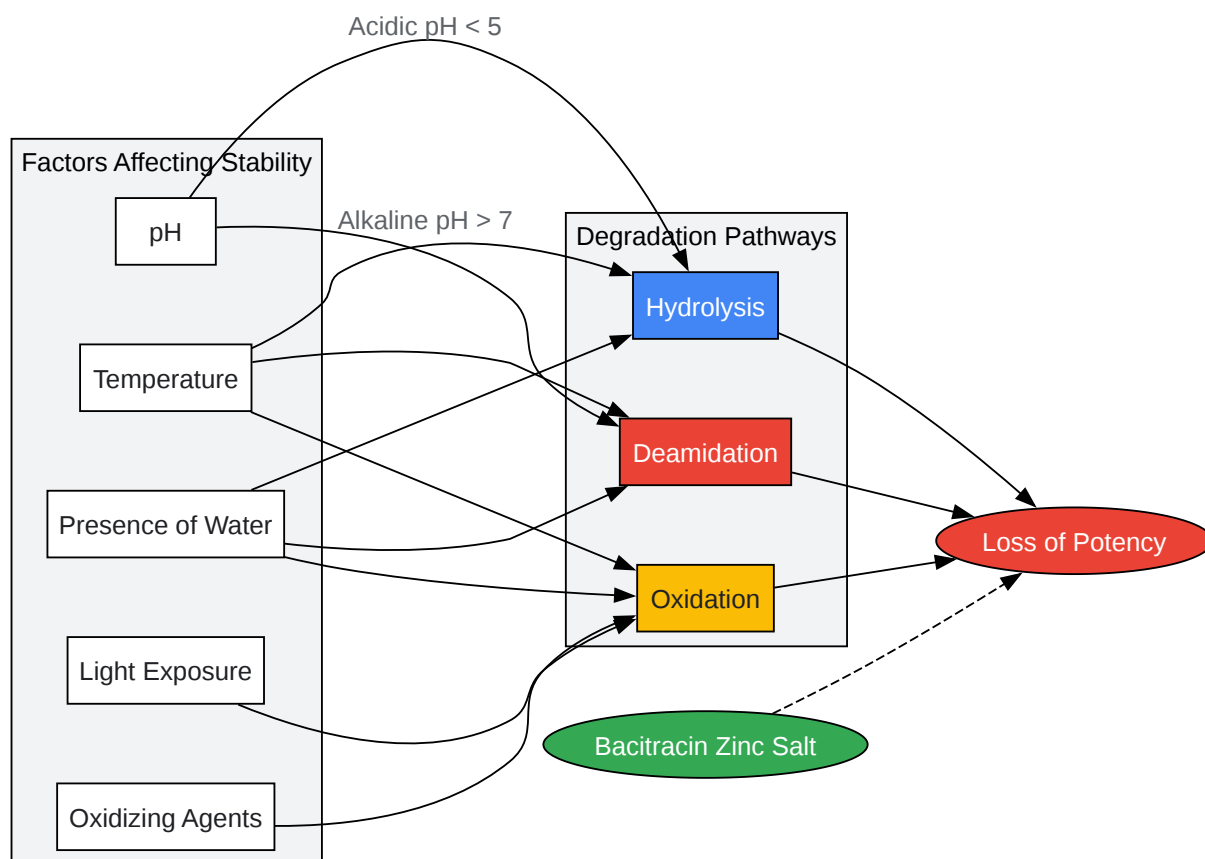 Acidic pH < 5
Factors Affecting Stability
pH
Alkaline pH > 7
Degradation Pathways
Hydrolysis
Temperature
Deamidation
Presence of Water
Loss of Potency
Oxidation
Light Exposure
Bacitracin Zinc Salt
Oxidizing Agents